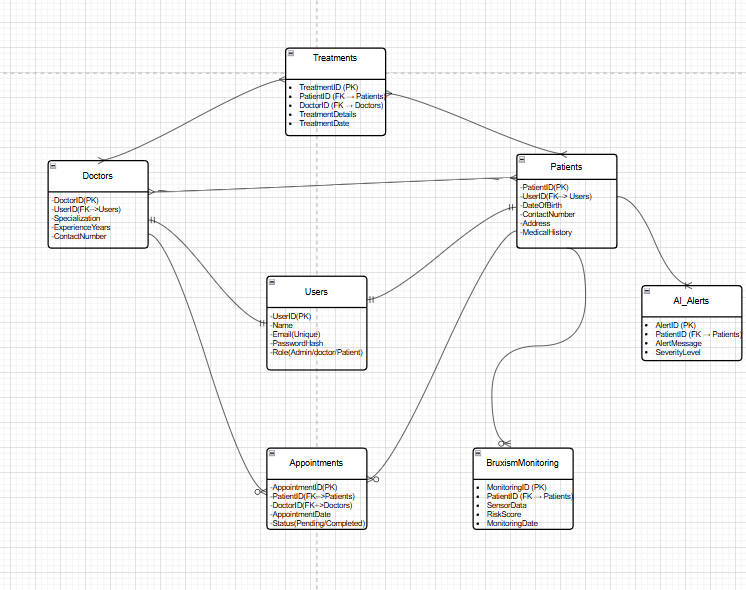 Treatments
TreatmentID (PK)
PatientID (FK → Patients)
DoctorID (FK → Doctors)
TreatmentDetails
TreatmentDate
Doctors
-DoctorID(PK)
-UserID(FK-->Users)
-Specialization
-ExperienceYears
-ContactNumber
Patients
-PatientID(PK)
-UserID(FK--> Users)
-DateOfBirth
-ContactNumber
-Address
-MedicalHistory
Users
-UserID(PK)
-Name
-Email(Unique)
-PasswordHash
-Role(Admin/doctor/Patient)
AI_Alerts
AlertID (PK)
PatientID (FK → Patients)
AlertMessage
SeverityLevel
Appointments
-AppointmentID(PK)
-PatientID(FK-->Patients)
-DoctorID(FK-->Doctors)
-AppointmentDate
-Status(Pending/Completed)
BruxismMonitoring
MonitoringID (PK)
PatientID (FK → Patients)
SensorData
RiskScore
MonitoringDate